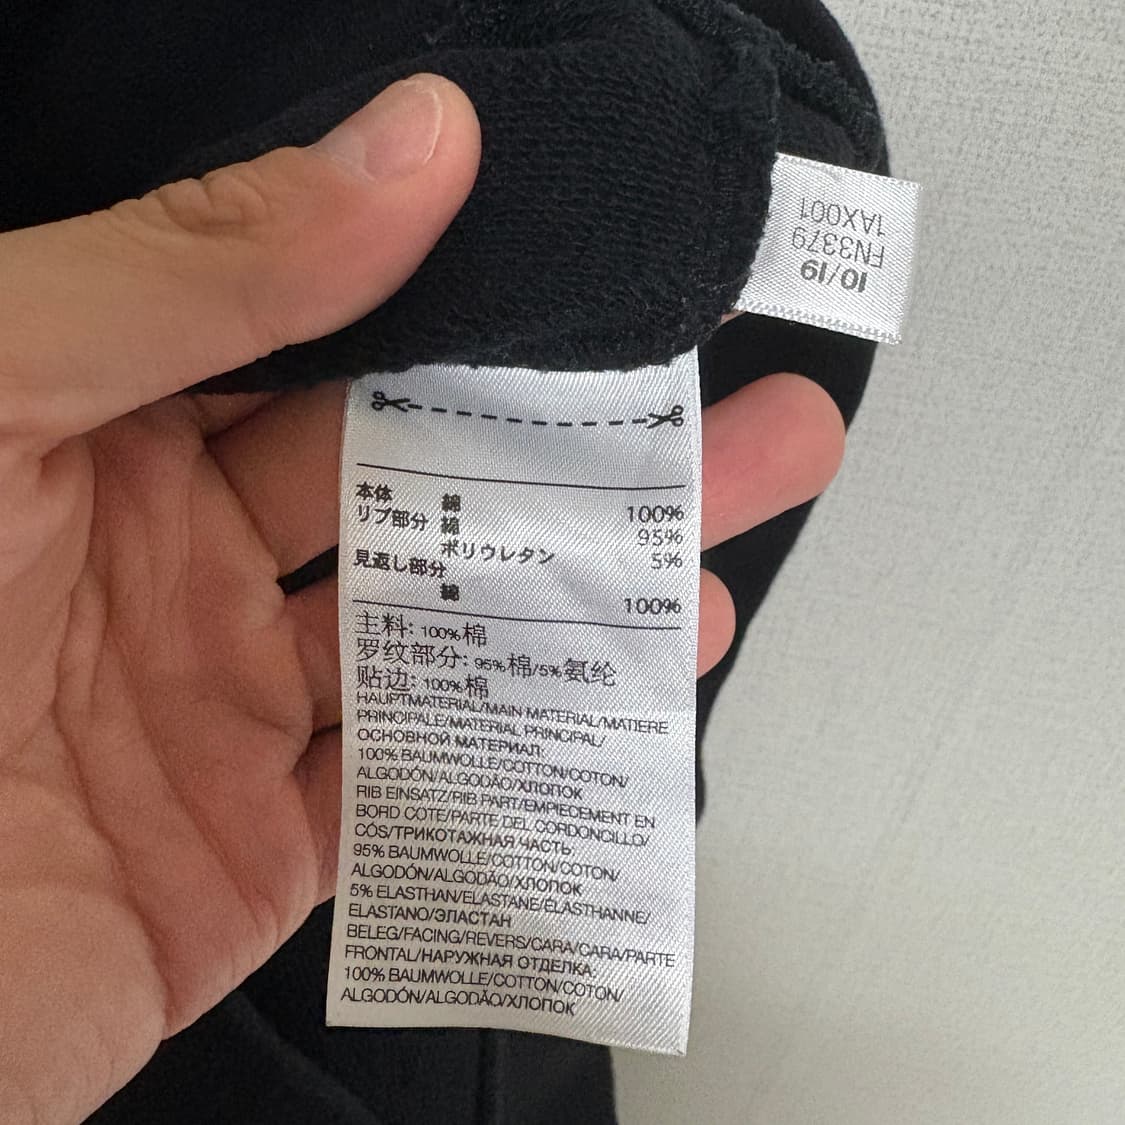 10/19
FN3379
1AX001
本体 綿 100%
リブ部分 綿 95%
ポリウレタン 5%
見返し部分
綿 100%
主料: 100%棉
罗纹部分: 95%棉/5%氨纶
贴边: 100%棉
HAUPTMATERIAL/MAIN MATERIAL/MATIERE
PRINCIPALE/MATERIAL PRINCIPAL/
ОСНОВНОЙ МАТЕРИАЛ:
100% BAUMWOLLE/COTTON/COTON/
ALGODÓN/ALGODÃO/ХЛОПОК
RIB EINSATZ/RIB PART/EMPIECEMENT EN
BORD COTE/PARTE DEL CORDONCILLO/
CÓS/ТРИКОТАЖНАЯ ЧАСТЬ:
95% BAUMWOLLE/COTTON/COTON/
ALGODÓN/ALGODÃO/ХЛОПОК
5% ELASTHAN/ELASTANE/ELASTHANNE/
ELASTANO/ЭЛАСТАН
BELEG/FACING/REVERS/CARA/CARA/PARTE
FRONTAL/НАРУЖНАЯ ОТДЕЛКА:
100% BAUMWOLLE/COTTON/COTON/
ALGODÓN/ALGODÃO/ХЛОПОК